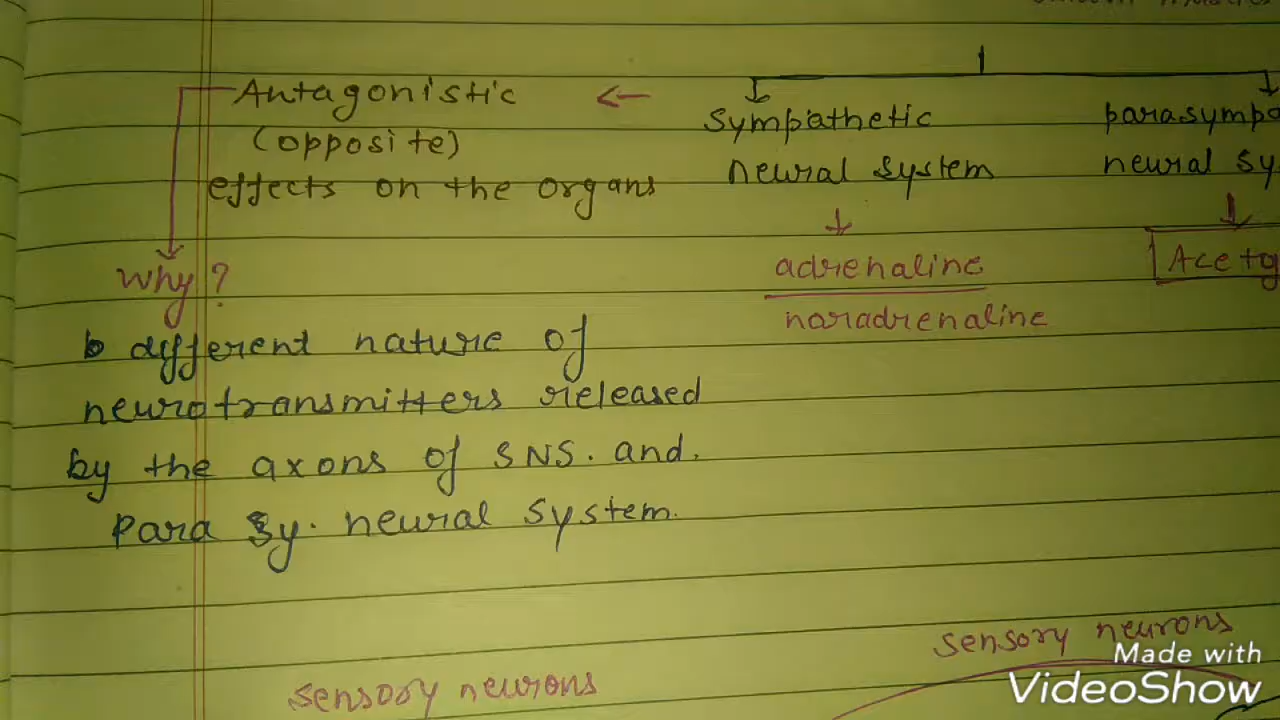 Antagonistic
(opposite)
effects on the organs
Why?
different nature of
neurotransmitters released
by the axons of SNS. and.
Para Sy. neural system.
Sympathetic
neural system
adrenaline
noradrenaline
parasympa
neural sy
Acety
sensory neurons
sensory neurons
Made with
VideoShow